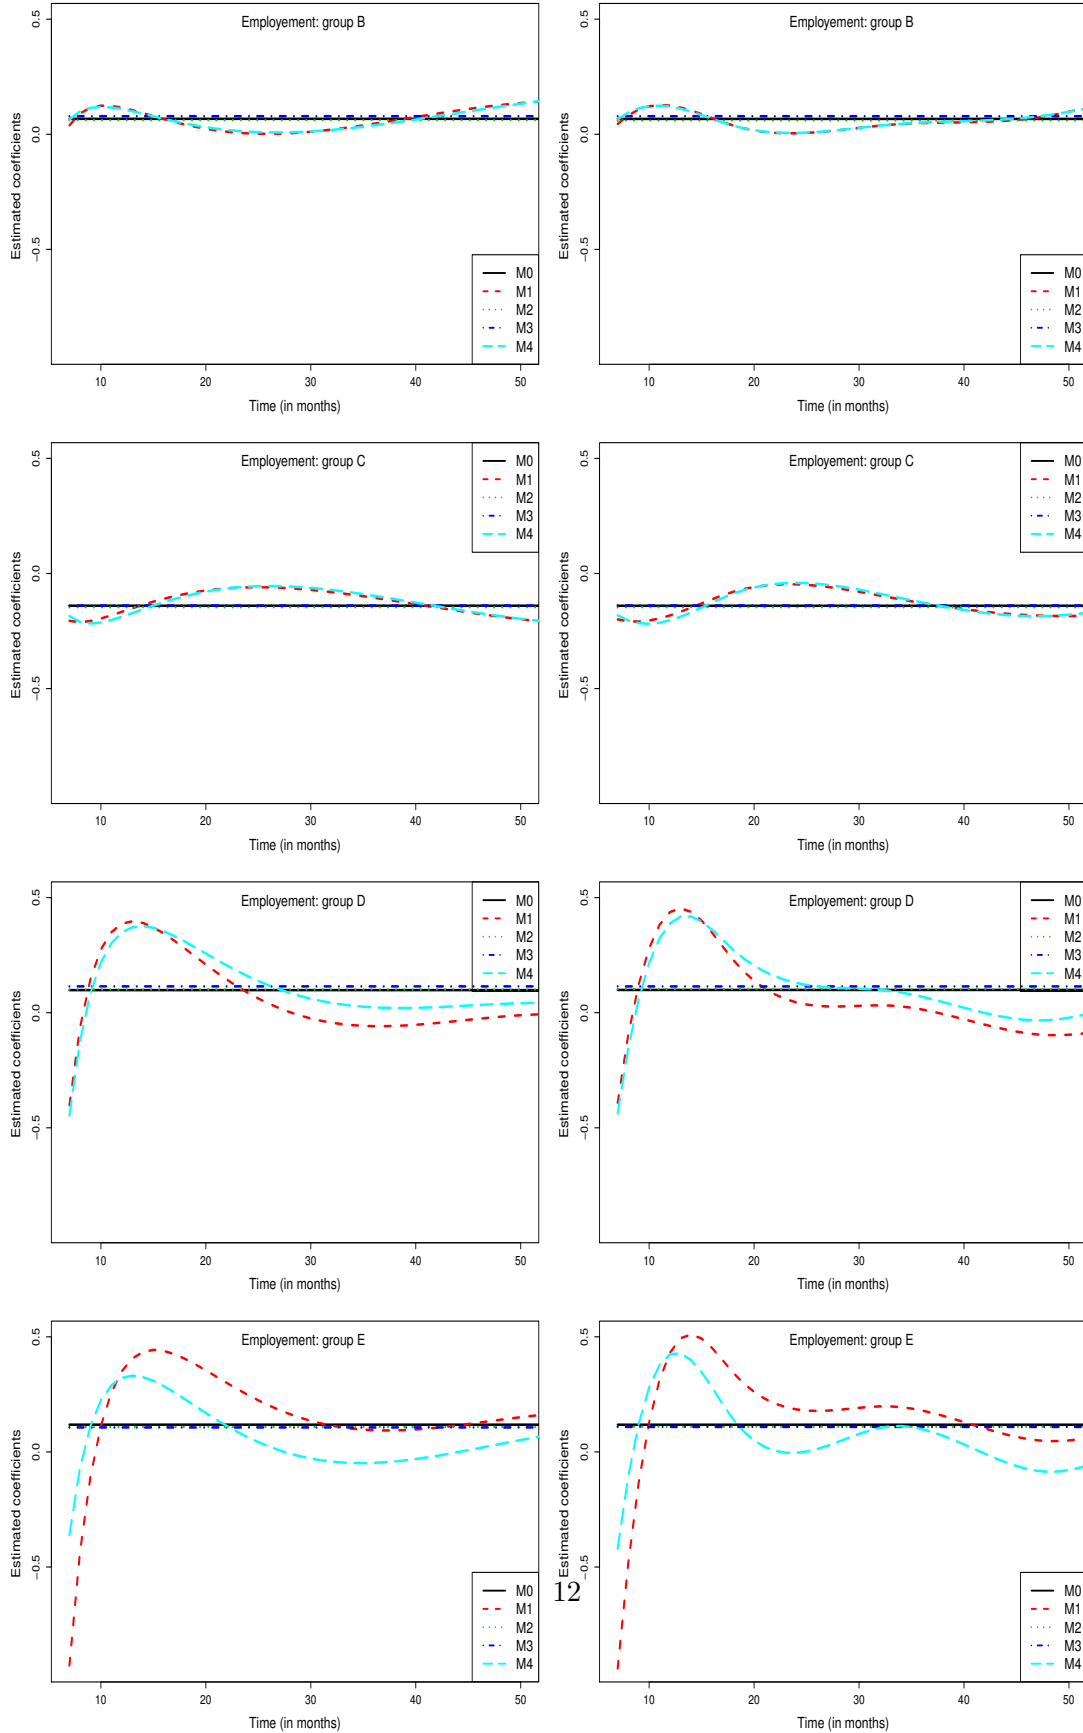 Employement: group B
Estimated coefficients
0.5
0.0
−0.5
M0
M1
M2
M3
M4
10 20 30 40 50
Time (in months)
Employement: group B
Estimated coefficients
0.5
0.0
−0.5
M0
M1
M2
M3
M4
10 20 30 40 50
Time (in months)
Employement: group C
Estimated coefficients
0.5
0.0
−0.5
M0
M1
M2
M3
M4
10 20 30 40 50
Time (in months)
Employement: group C
Estimated coefficients
0.5
0.0
−0.5
M0
M1
M2
M3
M4
10 20 30 40 50
Time (in months)
Employement: group D
Estimated coefficients
0.5
0.0
−0.5
M0
M1
M2
M3
M4
10 20 30 40 50
Time (in months)
Employement: group D
Estimated coefficients
0.5
0.0
−0.5
M0
M1
M2
M3
M4
10 20 30 40 50
Time (in months)
Employement: group E
Estimated coefficients
0.5
0.0
−0.5
M0
M1
M2
M3
M4
10 20 30 40 50
Time (in months)
Employement: group E
Estimated coefficients
0.5
0.0
−0.5
M0
M1
M2
M3
M4
10 20 30 40 50
Time (in months)
12